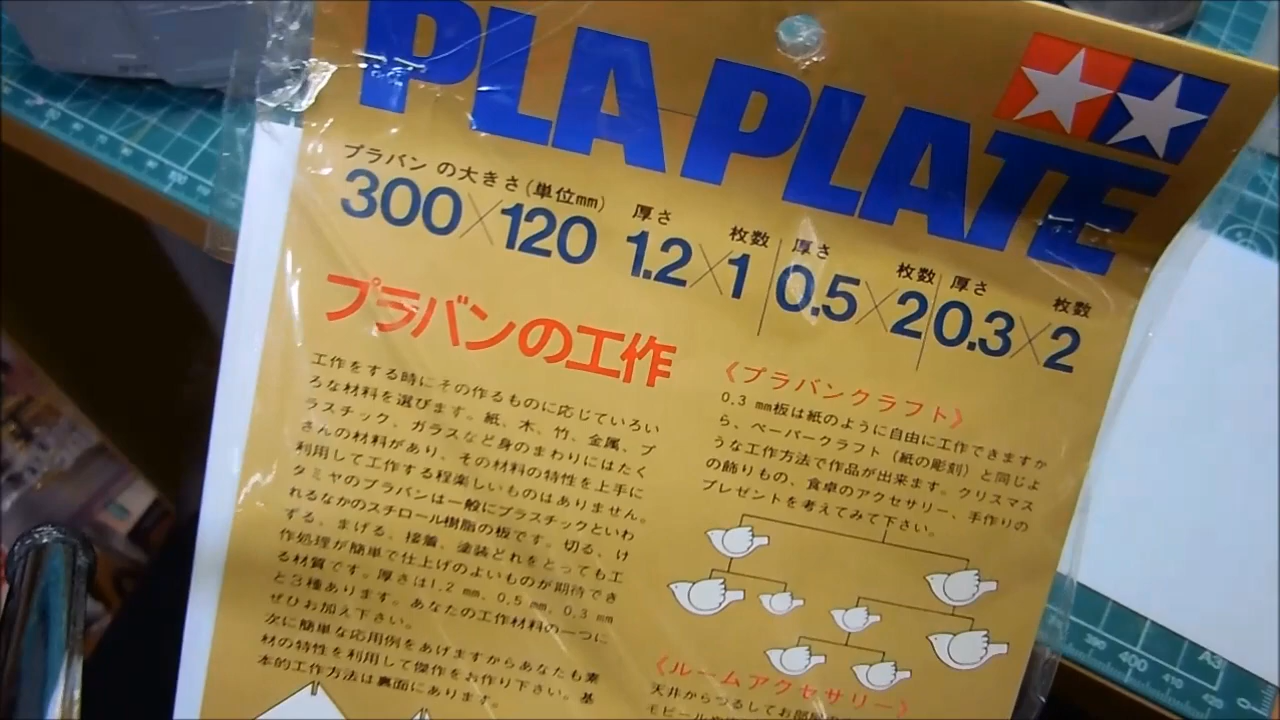 PLA PLATE
プラバンの大きさ(単位mm) 厚さ 枚数 厚さ 枚数 厚さ 枚数
300×120 1.2×1 0.5×2 0.3×2
プラバンの工作
工作をする時にその作るものに応じていろい
ろな材料を選びます。紙、木、竹、金属、プ
ラスチック、ガラスなど身のまわりにはたく
さんの材料があり、その材料の特性を上手に
利用して工作する程楽しいものはありません。
タミヤのプラバンは一般にプラスチックといわ
れるなかのスチロール樹脂の板です。切る、け
ずる、まげる、接着、塗装どれをとっても工
作処理が簡単で仕上げのよいものが期待でき
る材質です。厚さは1.2 mm、0.5 mm、0.3 mm
と3種あります。あなたの工作材料の一つに
ぜひお加え下さい。
次に簡単な応用例をあげますからあなたも素
材の特性を利用して傑作をお作り下さい。基
本的工作方法は裏面にあります。
《プラバンクラフト》
0.3 mm板は紙のように自由に工作できますか
ら、ペーパークラフト(紙の彫刻)と同じよ
うな工作方法で作品が出来ます。クリスマス
の飾りもの、食卓のアクセサリー、手作りの
プレゼントを考えてみて下さい。
《ルームアクセサリー》
天井からつるしてお部屋
モビール
390 400 410 420
A3